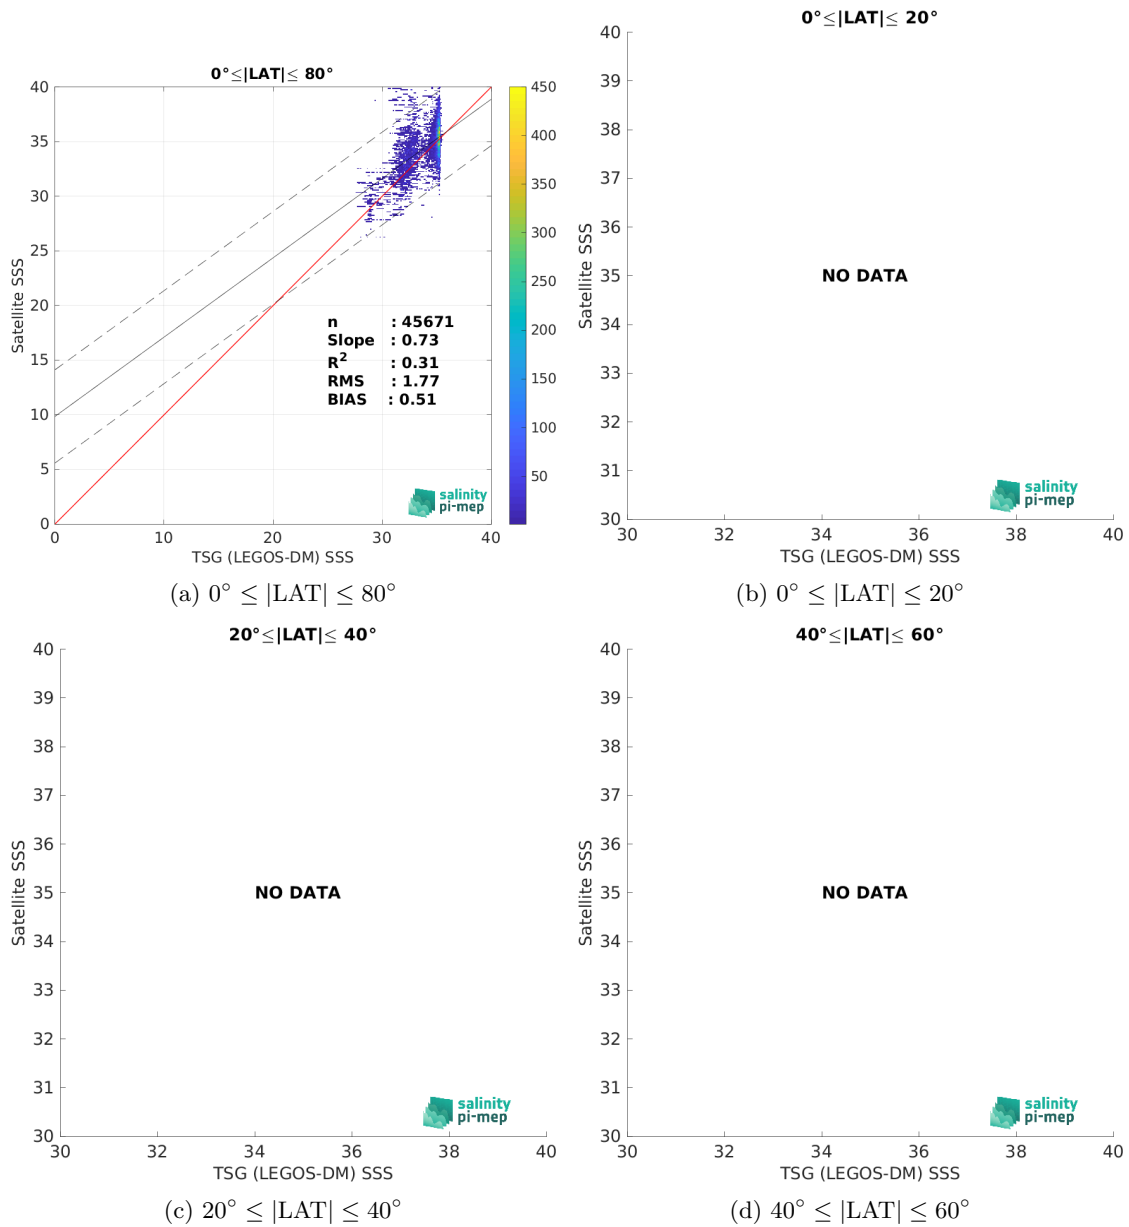 0°≤|LAT|≤ 80°
40
35
30
25
20
15
10
5
0
0
10
20
30
40
Satellite SSS
TSG (LEGOS-DM) SSS
n : 45671
Slope : 0.73
R² : 0.31
RMS : 1.77
BIAS : 0.51
salinity
pi-mep
450
400
350
300
250
200
150
100
50
(a) 0° ≤ |LAT| ≤ 80°
0°≤|LAT|≤ 20°
40
39
38
37
36
35
34
33
32
31
30
30
32
34
36
38
40
Satellite SSS
TSG (LEGOS-DM) SSS
NO DATA
salinity
pi-mep
(b) 0° ≤ |LAT| ≤ 20°
20°≤|LAT|≤ 40°
40
39
38
37
36
35
34
33
32
31
30
30
32
34
36
38
40
Satellite SSS
TSG (LEGOS-DM) SSS
NO DATA
salinity
pi-mep
(c) 20° ≤ |LAT| ≤ 40°
40°≤|LAT|≤ 60°
40
39
38
37
36
35
34
33
32
31
30
30
32
34
36
38
40
Satellite SSS
TSG (LEGOS-DM) SSS
NO DATA
salinity
pi-mep
(d) 40° ≤ |LAT| ≤ 60°